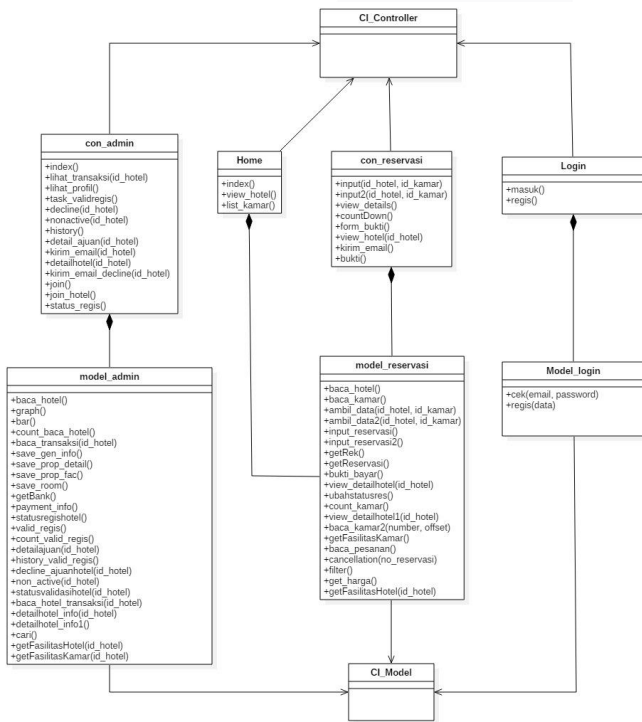 CI_Controller
con_admin
+index()
+lihat_transaksi(id_hotel)
+lihat_profil()
+task_validregis()
+decline(id_hotel)
+nonactive(id_hotel)
+history()
+detail_ajuan(id_hotel)
+kirim_email(id_hotel)
+detailhotel(id_hotel)
+kirim_email_decline(id_hotel)
+join()
+join_hotel()
+status_regis()
Home
+index()
+view_hotel()
+list_kamar()
con_reservasi
+input(id_hotel, id_kamar)
+input2(id_hotel, id_kamar)
+view_details()
+countDown()
+form_bukti()
+view_hotel(id_hotel)
+kirim_email()
+bukti()
Login
+masuk()
+regis()
model_admin
+baca_hotel()
+graph()
+bar()
+count_baca_hotel()
+baca_transaksi(id_hotel)
+save_gen_info()
+save_prop_detail()
+save_prop_fac()
+save_room()
+getBank()
+payment_info()
+statusregishotel()
+valid_regis()
+count_valid_regis()
+detailajuan(id_hotel)
+history_valid_regis()
+decline_ajuanhotel(id_hotel)
+non_active(id_hotel)
+statusvalidasihotel(id_hotel)
+baca_hotel_transaksi(id_hotel)
+detailhotel_info(id_hotel)
+detailhotel_info1()
+cari()
+getFasilitasHotel(id_hotel)
+getFasilitasKamar(id_hotel)
model_reservasi
+baca_hotel()
+baca_kamar()
+ambil_data(id_hotel, id_kamar)
+ambil_data2(id_hotel, id_kamar)
+input_reservasi()
+input_reservasi2()
+getRek()
+getReservasi()
+bukti_bayar()
+view_detailhotel(id_hotel)
+ubahstatusres()
+count_kamar()
+view_detailhotel1(id_hotel)
+baca_kamar2(number, offset)
+getFasilitasKamar()
+baca_pesanan()
+cancellation(no_reservasi)
+filter()
+get_harga()
+getFasilitasHotel(id_hotel)
Model_login
+cek(email, password)
+regis(data)
CI_Model